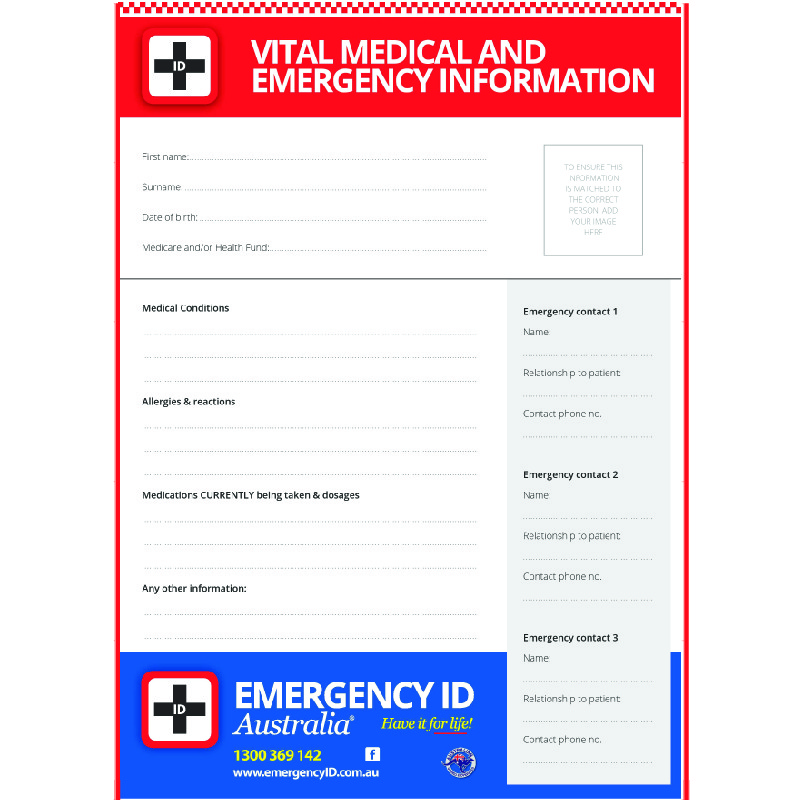 ID
VITAL MEDICAL AND
EMERGENCY INFORMATION
First name:
Surname
Date of birth:
Medicare and/or Health Fund:
TO ENSURE THIS
INFORMATION
IS MATCHED TO
THE CORRECT
PERSON ADD
YOUR IMAGE
HERE
Medical Conditions
Allergies & reactions
Medications CURRENTLY being taken & dosages
Any other information:
Emergency contact 1
Name
Relationship to patient:
Contact phone no.
Emergency contact 2
Name
Relationship to patient:
Contact phone no.
Emergency contact 3
Name
Relationship to patient:
Contact phone no.
ID
EMERGENCY ID
Australia®
Have it for life!
1300 369 142
f
www.emergencyID.com.au